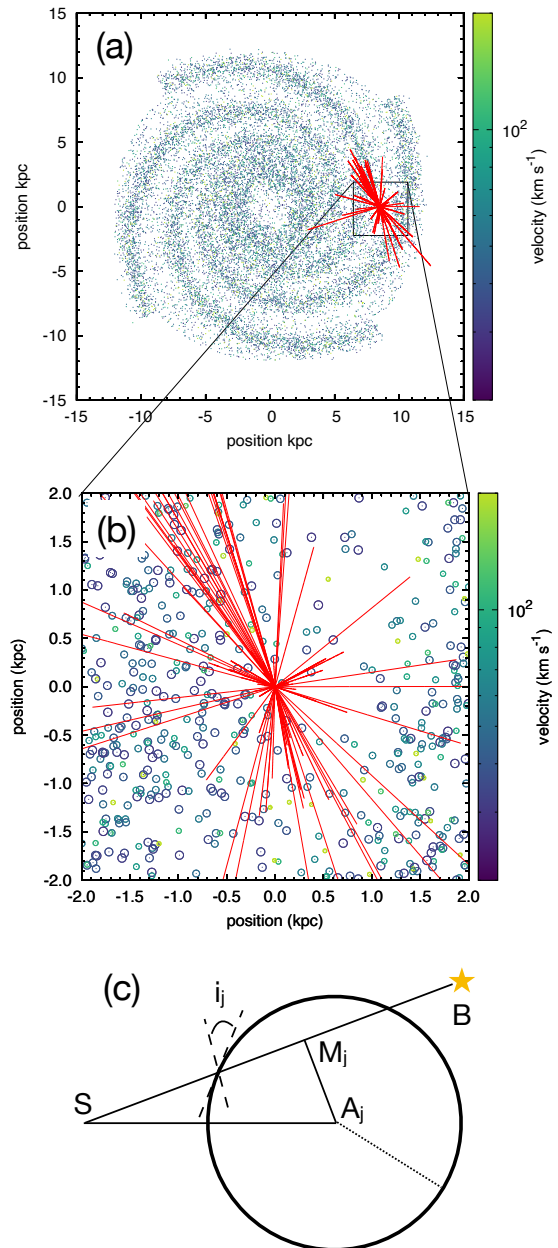 (a)
15
10
5
0
-5
-10
-15
position kpc
-15 -10 -5 0 5 10 15
position kpc
10²
velocity (km s⁻¹)
(b)
2.0
1.5
1.0
0.5
0.0
-0.5
-1.0
-1.5
-2.0
position (kpc)
-2.0 -1.5 -1.0 -0.5 0.0 0.5 1.0 1.5 2.0
position (kpc)
10²
velocity (km s⁻¹)
(c)
i_j
B
M_j
S
A_j